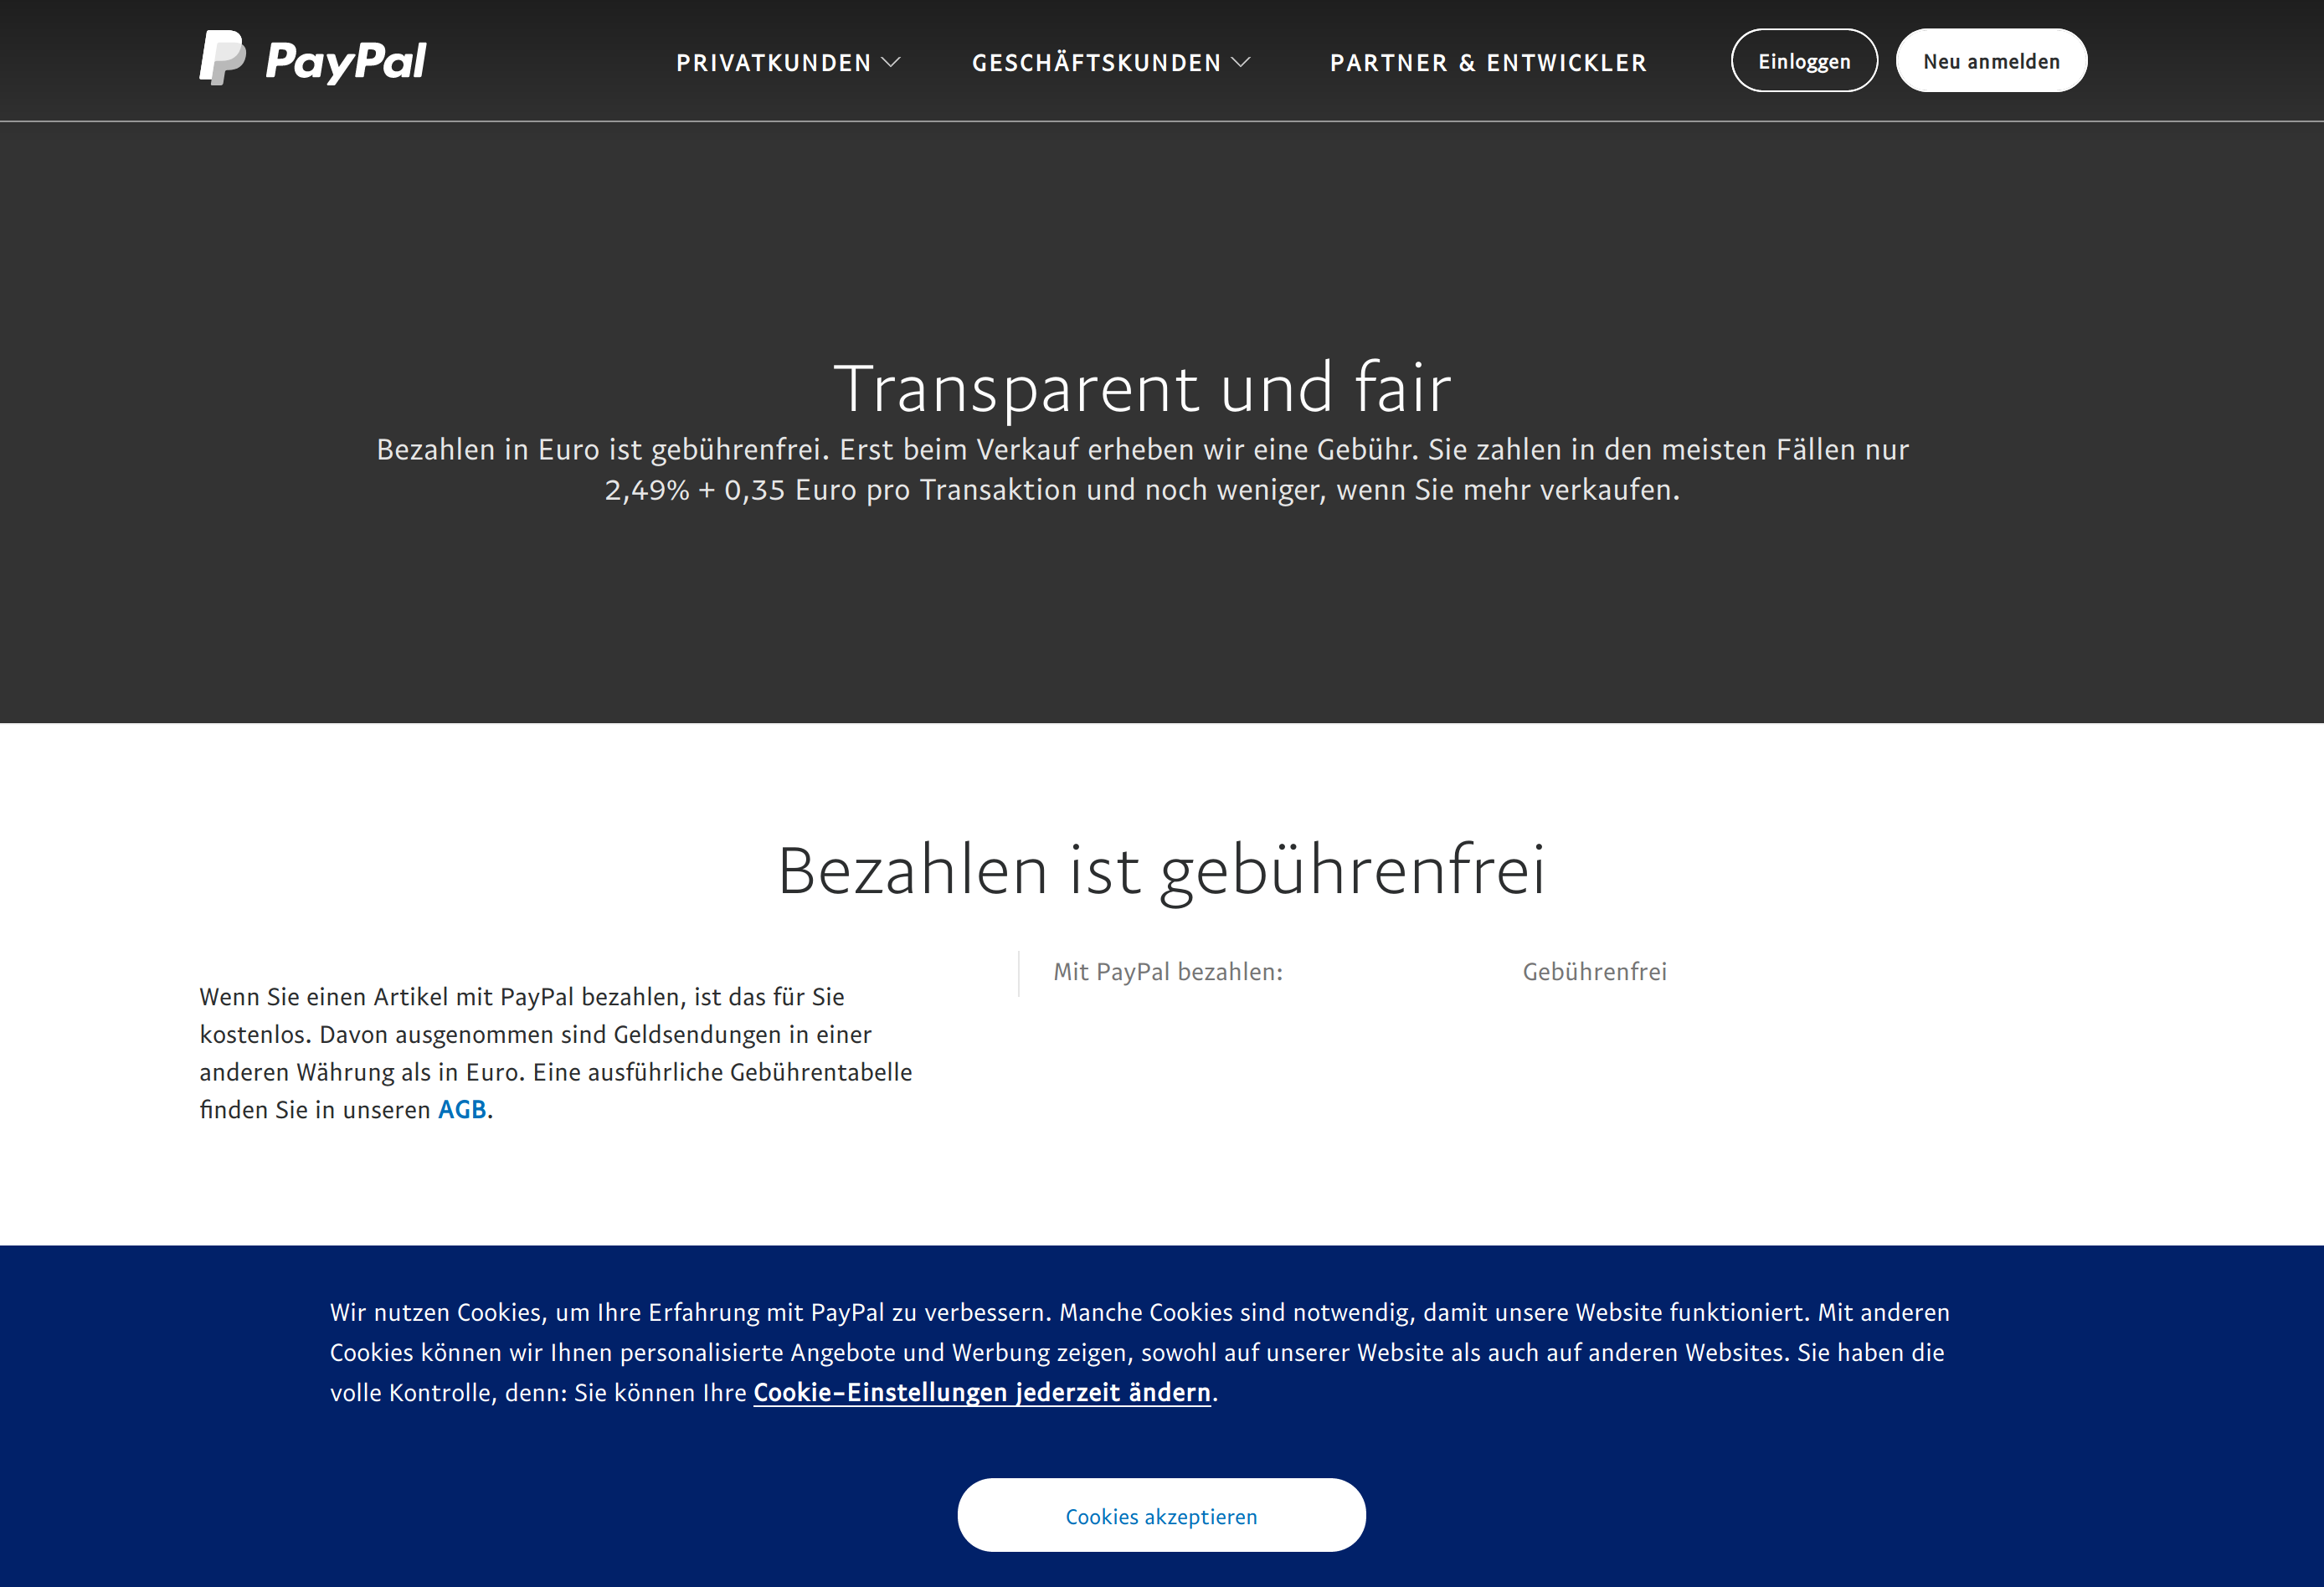 PayPal
PRIVATKUNDEN
GESCHÄFTSKUNDEN
PARTNER & ENTWICKLER
Einloggen
Neu anmelden
Transparent und fair
Bezahlen in Euro ist gebührenfrei. Erst beim Verkauf erheben wir eine Gebühr. Sie zahlen in den meisten Fällen nur
2,49% + 0,35 Euro pro Transaktion und noch weniger, wenn Sie mehr verkaufen.
Bezahlen ist gebührenfrei
Wenn Sie einen Artikel mit PayPal bezahlen, ist das für Sie
kostenlos. Davon ausgenommen sind Geldsendungen in einer
anderen Währung als in Euro. Eine ausführliche Gebührentabelle
finden Sie in unseren AGB.
Mit PayPal bezahlen:
Gebührenfrei
Wir nutzen Cookies, um Ihre Erfahrung mit PayPal zu verbessern. Manche Cookies sind notwendig, damit unsere Website funktioniert. Mit anderen
Cookies können wir Ihnen personalisierte Angebote und Werbung zeigen, sowohl auf unserer Website als auch auf anderen Websites. Sie haben die
volle Kontrolle, denn: Sie können Ihre Cookie-Einstellungen jederzeit ändern.
Cookies akzeptieren